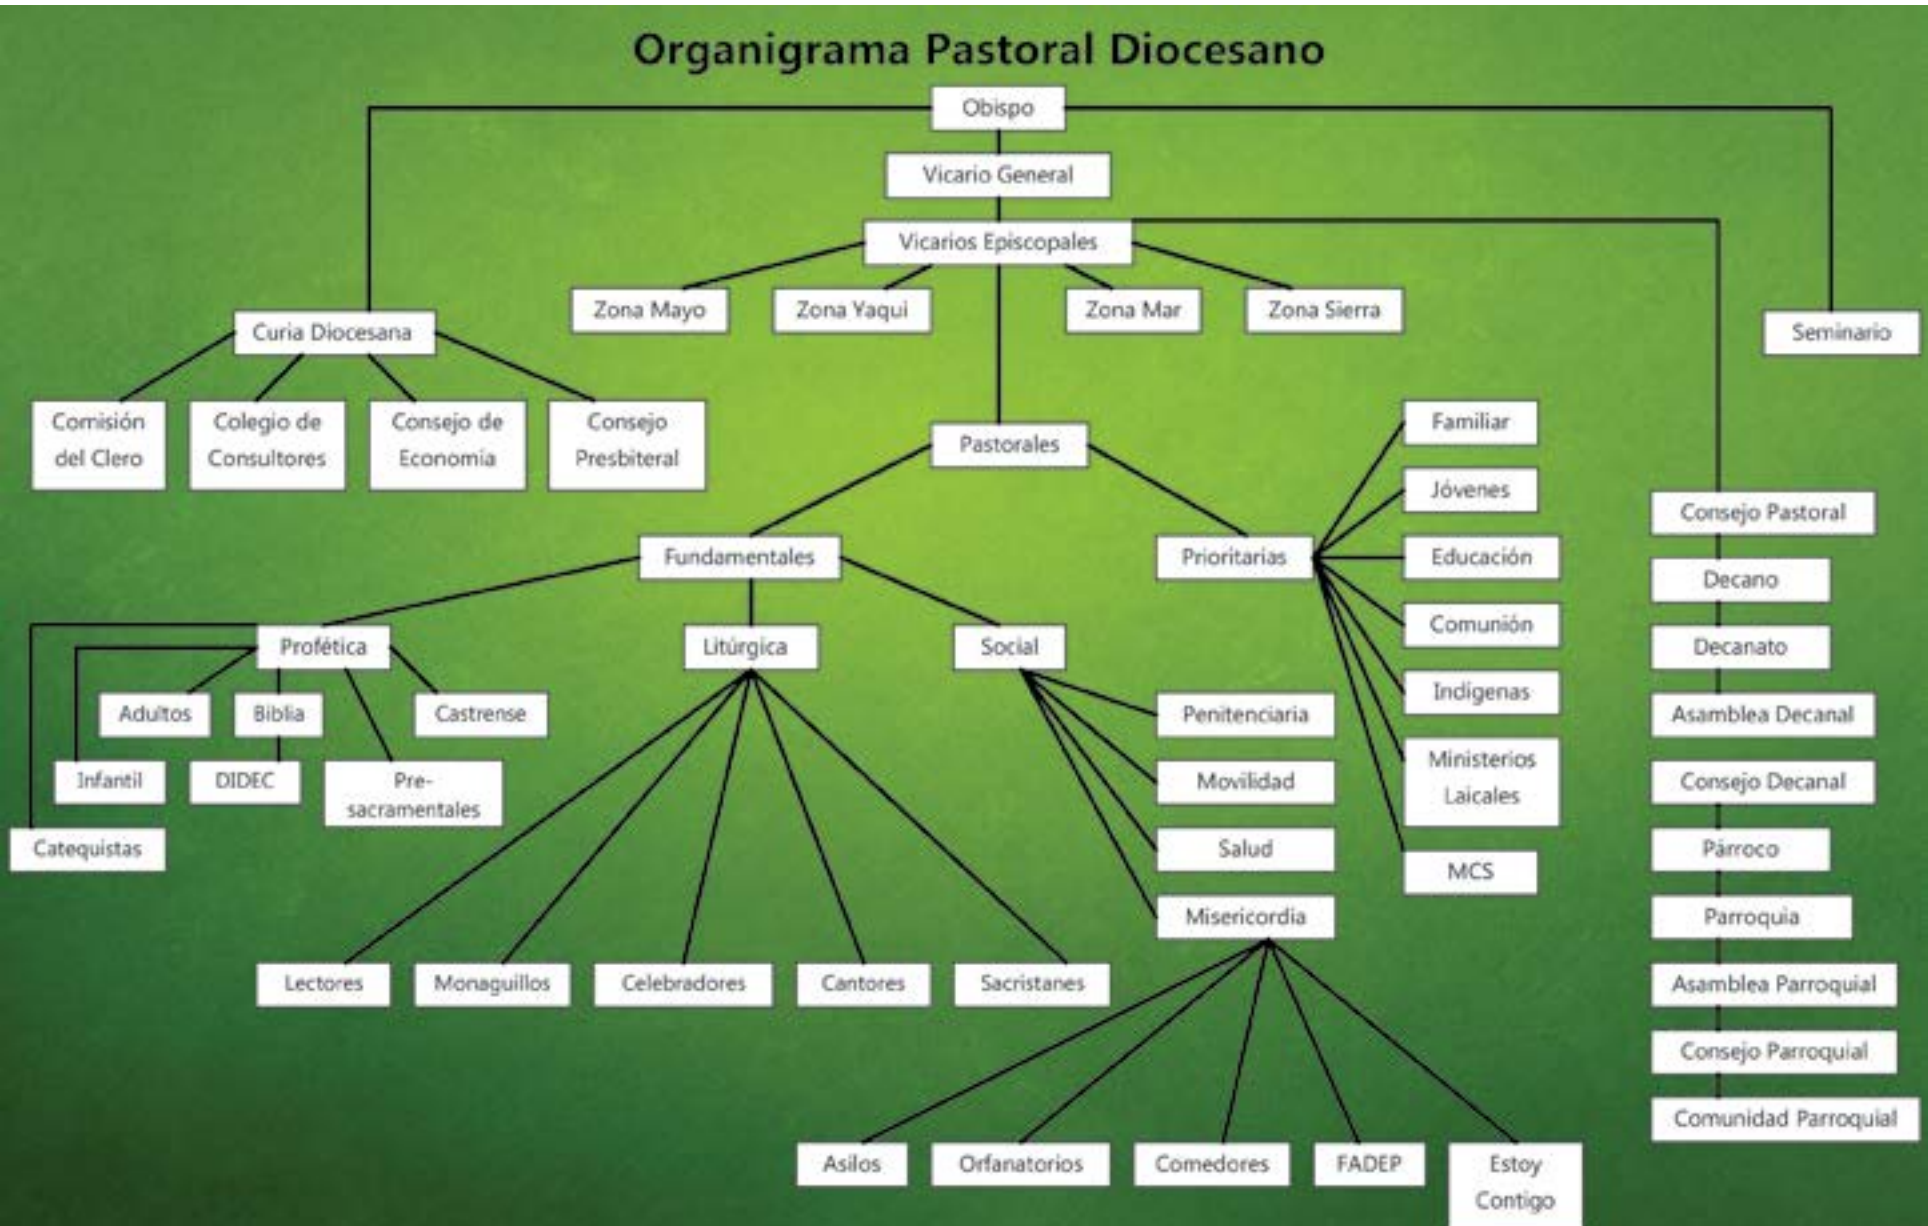 Organigrama Pastoral Diocesano
Obispo
Vicario General
Vicarios Episcopales
Zona Mayo
Zona Yaqui
Zona Mar
Zona Sierra
Curia Diocesana
Seminario
Comisión
del Clero
Colegio de
Consultores
Consejo de
Economia
Consejo
Presbiteral
Pastorales
Fundamentales
Prioritarias
Familiar
Jóvenes
Educación
Comunión
Indígenas
Ministerios
Laicales
MCS
Profética
Litúrgica
Social
Adultos
Biblia
Castrense
Infantil
DIDEC
Pre-
sacramentales
Catequistas
Lectores
Monaguillos
Celebradores
Cantores
Sacristanes
Penitenciaria
Movilidad
Salud
Misericordia
Asilos
Orfanatorios
Comedores
FADEP
Estoy
Contigo
Consejo Pastoral
Decano
Decanato
Asamblea Decanal
Consejo Decanal
Párroco
Parroquia
Asamblea Parroquial
Consejo Parroquial
Comunidad Parroquial